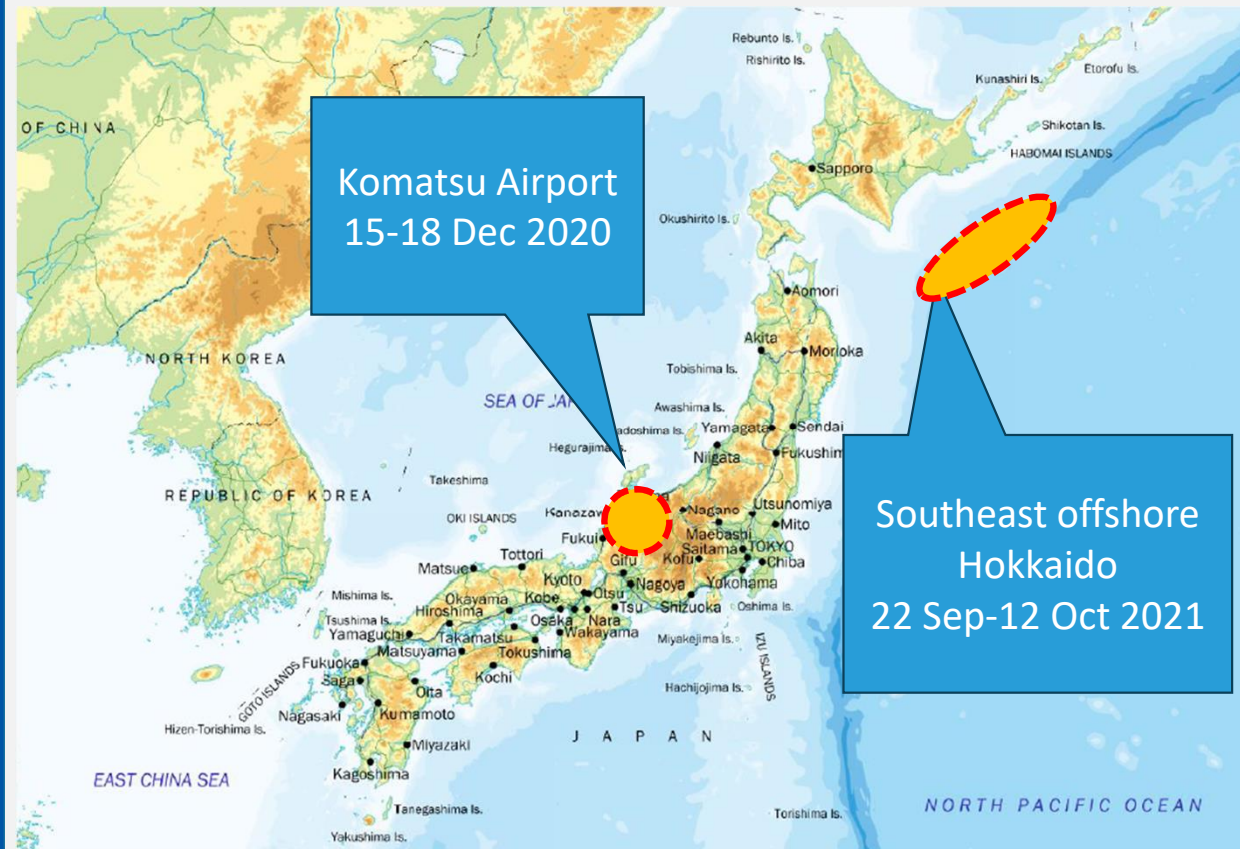 Rebunto Is.
Rishirito Is.
Etorofu Is.
Kunashiri Is.
OF CHINA
Shikotan Is.
HABOMAI ISLANDS
Komatsu Airport
15-18 Dec 2020
Sapporo
Okushirito Is.
Aomori
NORTH KOREA
Akita
Morioka
Tobishima Is.
SEA OF
Awashima Is.
Yamagata
Sendai
Hegurajima
Niigata
Takeshima
REPUBLIC OF KOREA
OKI ISLANDS
Nagano
Utsunomiya
Maebashi
Mito
Fukui
Saitama
TOKYO
Tottori
Gifu
Kofu
Chiba
Matsue
Kyoto
Nagoya
Yokohama
Southeast offshore
Hokkaido
22 Sep-12 Oct 2021
Mishima Is.
Okayama
Kobe
Otsu
Tsu
Shizuoka
Oshima Is.
Hiroshima
Tsushima Is.
Osaka
Nara
Yamaguchi
Takamatsu
Wakayama
Miyakejima Is.
IZU ISLANDS
Matsuyama
Tokushima
Fukuoka
Kochi
Saga
GOTO ISLANDS
Oita
Hachijojima Is.
Nagasaki
Kumamoto
Hizen-Torishima Is.
JAPAN
Miyazaki
Kagoshima
EAST CHINA SEA
Tanegashima Is.
Torishima Is.
NORTH PACIFIC OCEAN
Yakushima Is.